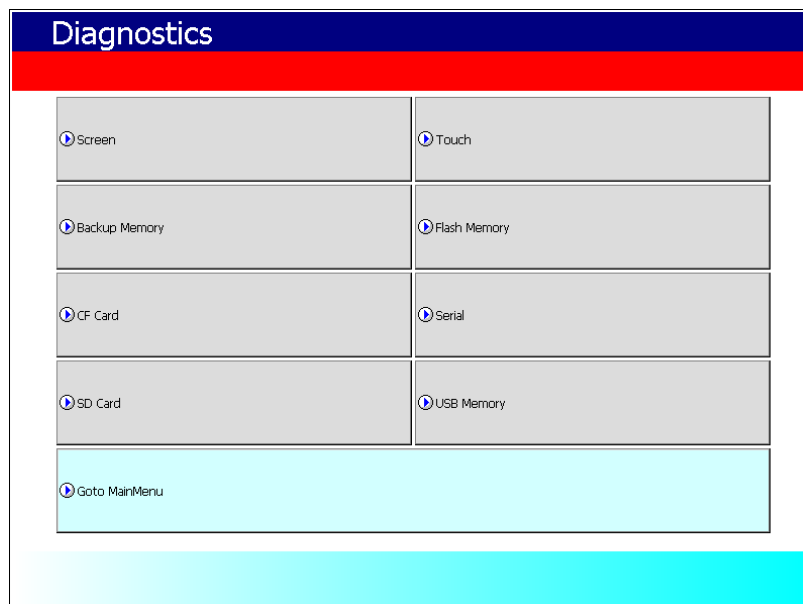 Diagnostics
Screen
Touch
Backup Memory
Flash Memory
CF Card
Serial
SD Card
USB Memory
Goto MainMenu